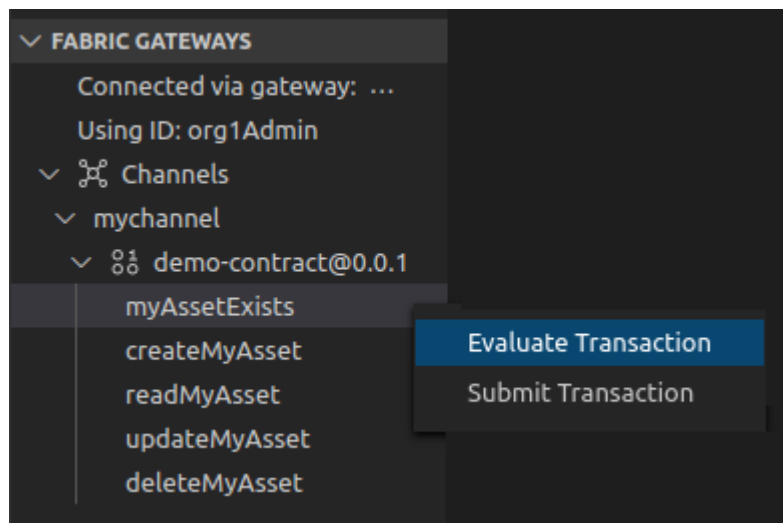 FABRIC GATEWAYS
Connected via gateway: ...
Using ID: org1Admin
Channels
mychannel
demo-contract@0.0.1
myAssetExists
createMyAsset
readMyAsset
updateMyAsset
deleteMyAsset
Evaluate Transaction
Submit Transaction